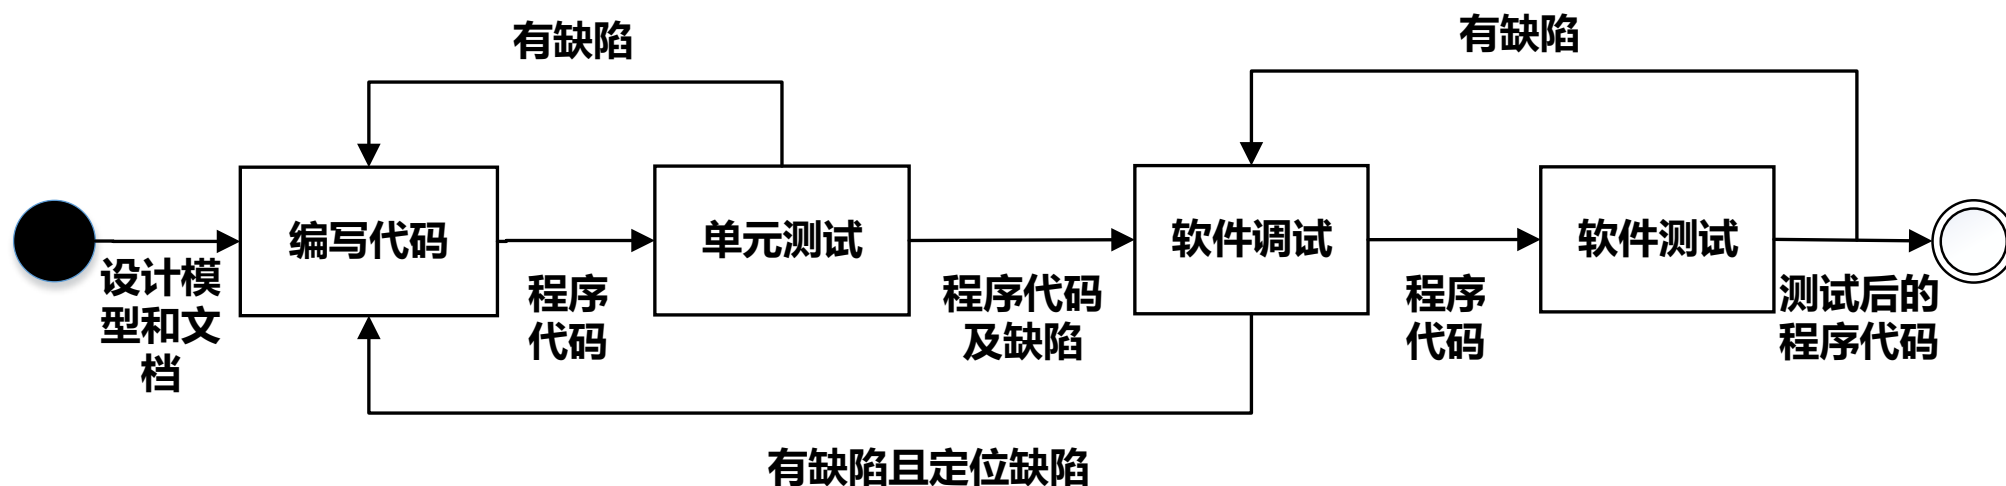 有缺陷
有缺陷
编写代码
单元测试
软件调试
软件测试
设计模
型和文
档
程序
代码
程序代码
及缺陷
程序
代码
测试后的
程序代码
有缺陷且定位缺陷